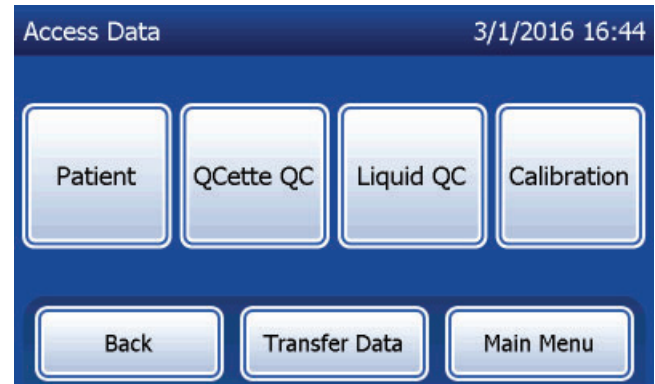 Access Data 3/1/2016 16:44
Patient QCette QC Liquid QC Calibration
Back Transfer Data Main Menu